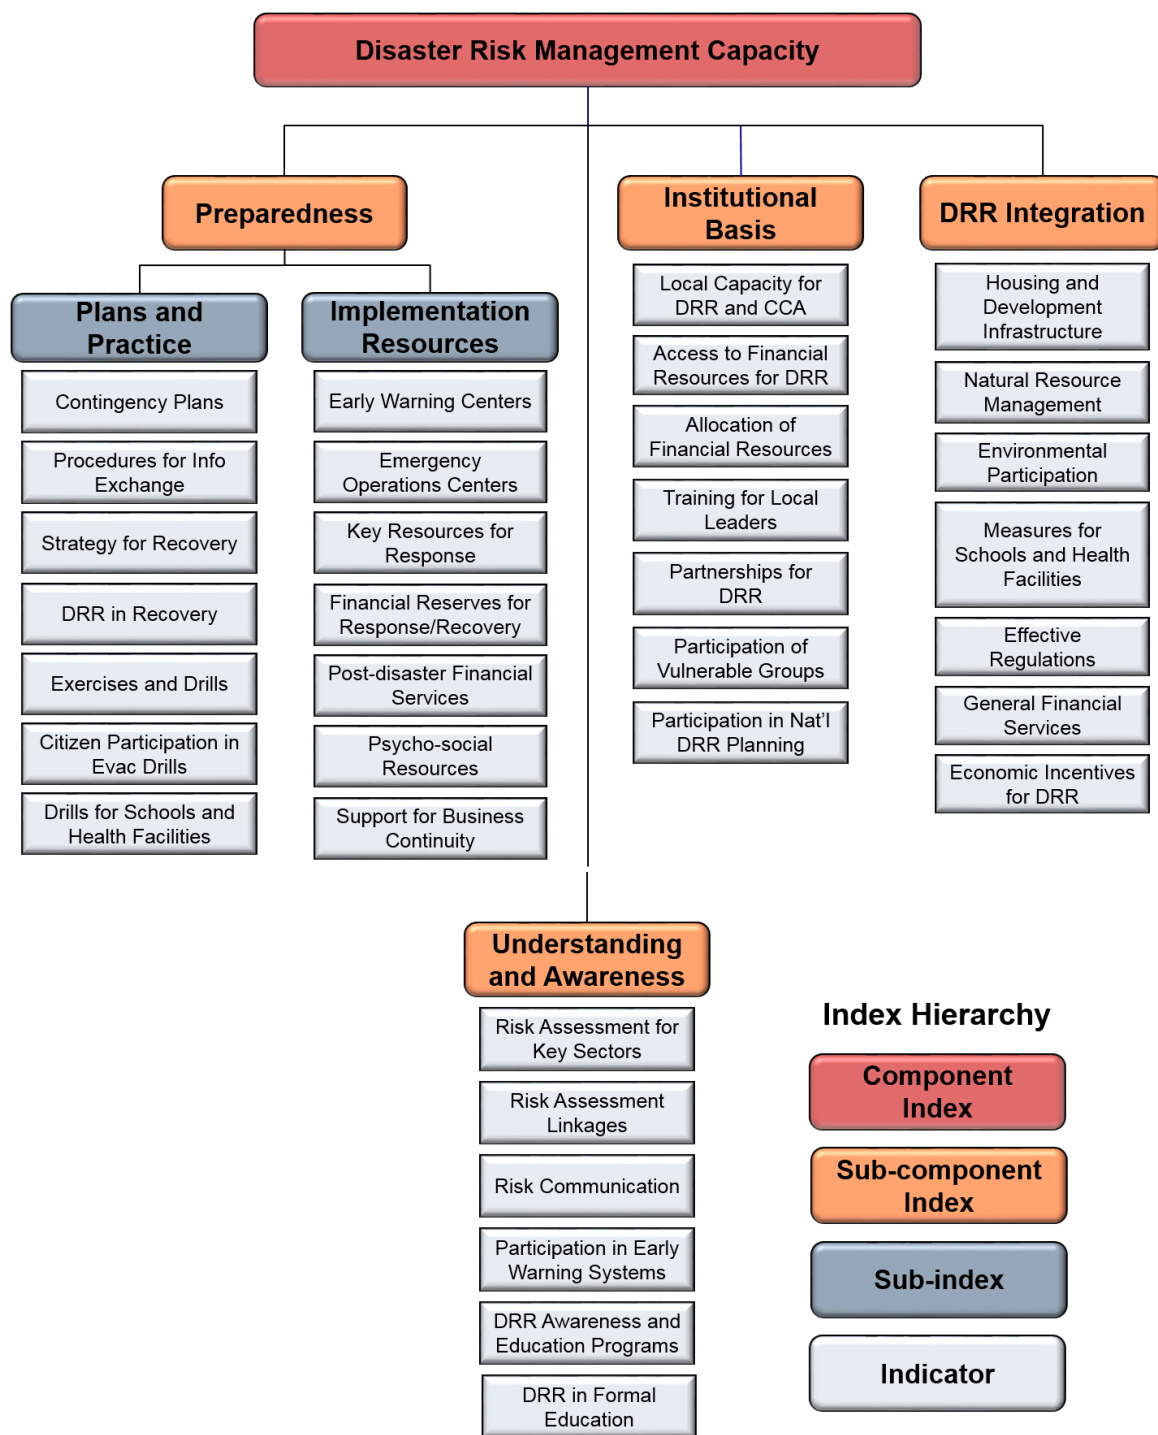 Disaster Risk Management Capacity
Preparedness
Plans and
Practice
Contingency Plans
Procedures for Info
Exchange
Strategy for Recovery
DRR in Recovery
Exercises and Drills
Citizen Participation in
Evac Drills
Drills for Schools and
Health Facilities
Implementation
Resources
Early Warning Centers
Emergency
Operations Centers
Key Resources for
Response
Financial Reserves for
Response/Recovery
Post-disaster Financial
Services
Psycho-social
Resources
Support for Business
Continuity
Institutional
Basis
Local Capacity for
DRR and CCA
Access to Financial
Resources for DRR
Allocation of
Financial Resources
Training for Local
Leaders
Partnerships for
DRR
Participation of
Vulnerable Groups
Participation in Nat'l
DRR Planning
DRR Integration
Housing and
Development
Infrastructure
Natural Resource
Management
Environmental
Participation
Measures for
Schools and Health
Facilities
Effective
Regulations
General Financial
Services
Economic Incentives
for DRR
Understanding
and Awareness
Risk Assessment for
Key Sectors
Risk Assessment
Linkages
Risk Communication
Participation in Early
Warning Systems
DRR Awareness and
Education Programs
DRR in Formal
Education
Index Hierarchy
Component
Index
Sub-component
Index
Sub-index
Indicator